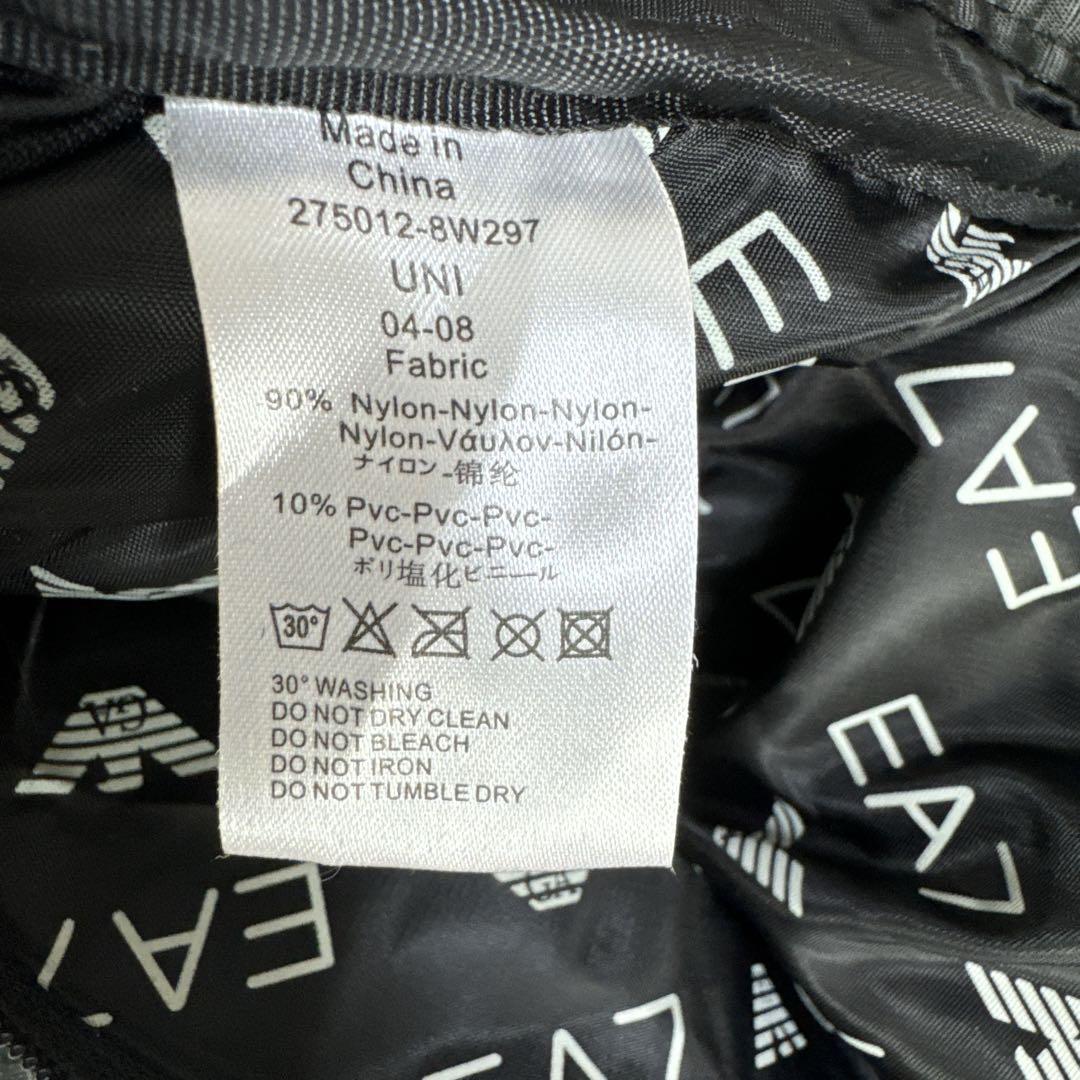 Made in
China
275012-8W297
UNI
04-08
Fabric
90% Nylon-Nylon-Nylon-
Nylon-Νάυλον-Nilón-
ナイロン-锦纶
10% Pvc-Pvc-Pvc-
Pvc-Pvc-Pvc-
ポリ塩化ビニール
30°
30° WASHING
DO NOT DRY CLEAN
DO NOT BLEACH
DO NOT IRON
DO NOT TUMBLE DRY
E
EA7
GA
EA7
GA
EA7